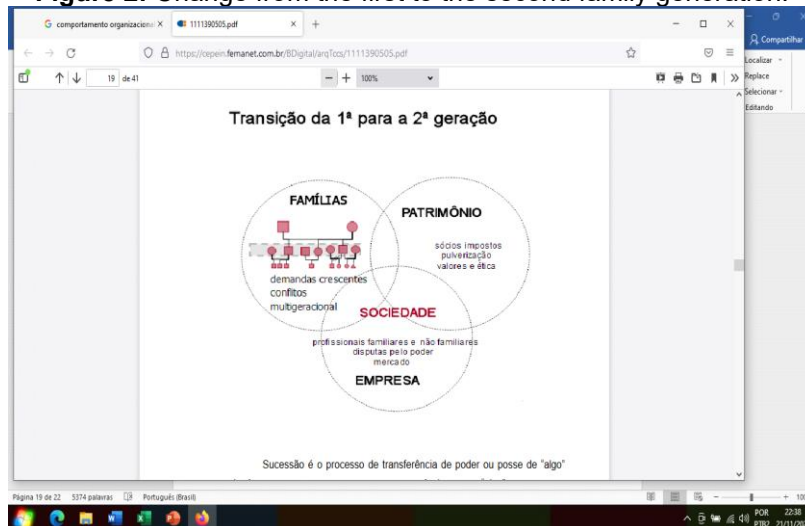 Figure 2. Change from the first to the second family generation.
comportamento organizaciona
1111390505.pdf
Compartilhar
https://cepein.femanet.com.br/BDigital/arqTccs/1111390505.pdf
19 de 41
100%
Localizar
Replace
Selecionar
Editando
Transição da 1ª para a 2ª geração
FAMÍLIAS
PATRIMÔNIO
sócios impostos
pulverização
valores e ética
demandas crescentes
conflitos
multigeracional
SOCIEDADE
profissionais familiares e não familiares
disputas pelo poder
mercado
EMPRESA
Sucessão é o processo de transferência de poder ou posse de "algo"
Página 19 de 22 5374 palavras Português (Brasil)
POR 22:38
PTB2